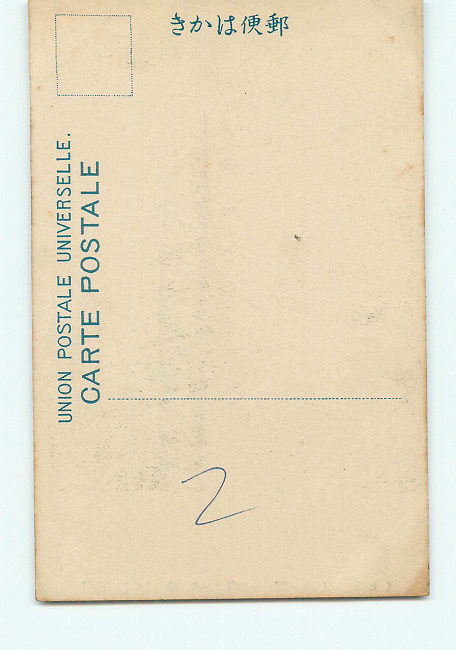 郵便はかき
UNION POSTALE UNIVERSELLE.
CARTE POSTALE
2